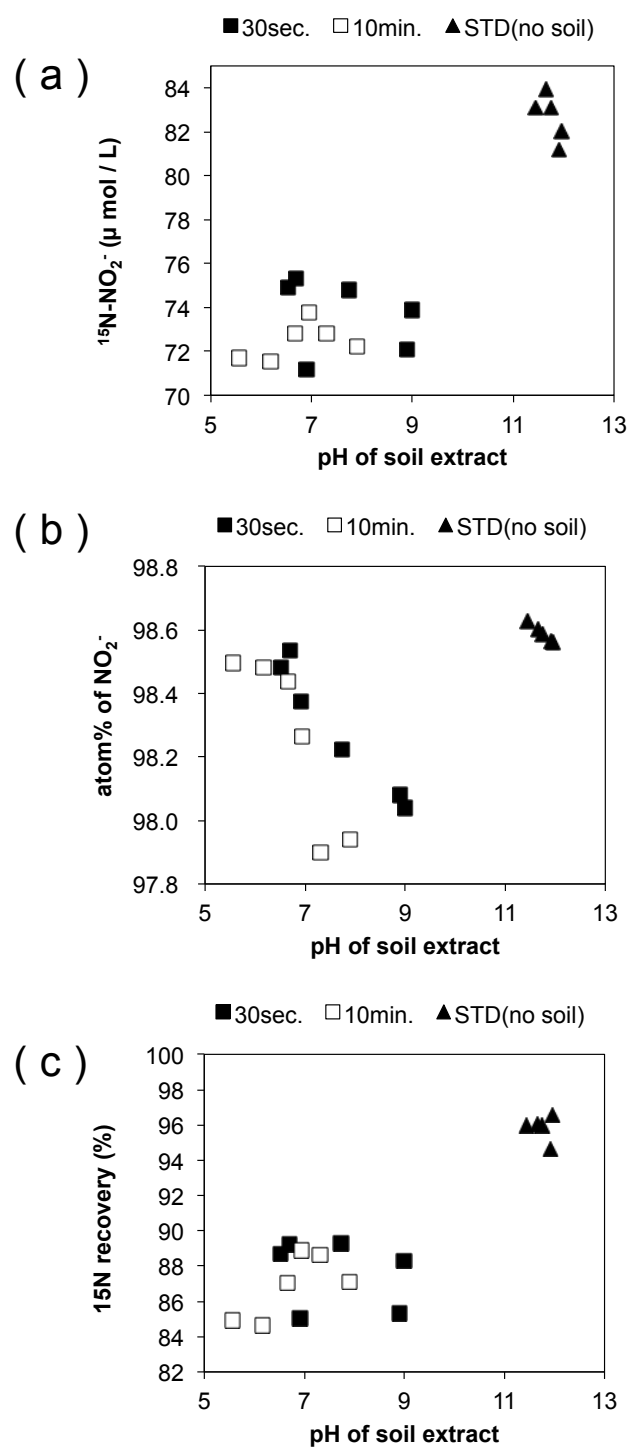 ■30sec. □10min. ▲STD(no soil)
( a )
84
82
80
78
76
74
72
70
¹⁵N-NO₂⁻ (µ mol / L)
5 7 9 11 13
pH of soil extract
■30sec. □10min. ▲STD(no soil)
( b )
98.8
98.6
98.4
98.2
98.0
97.8
atom% of NO₂⁻
5 7 9 11 13
pH of soil extract
■30sec. □10min. ▲STD(no soil)
( c )
100
98
96
94
92
90
88
86
84
82
15N recovery (%)
5 7 9 11 13
pH of soil extract